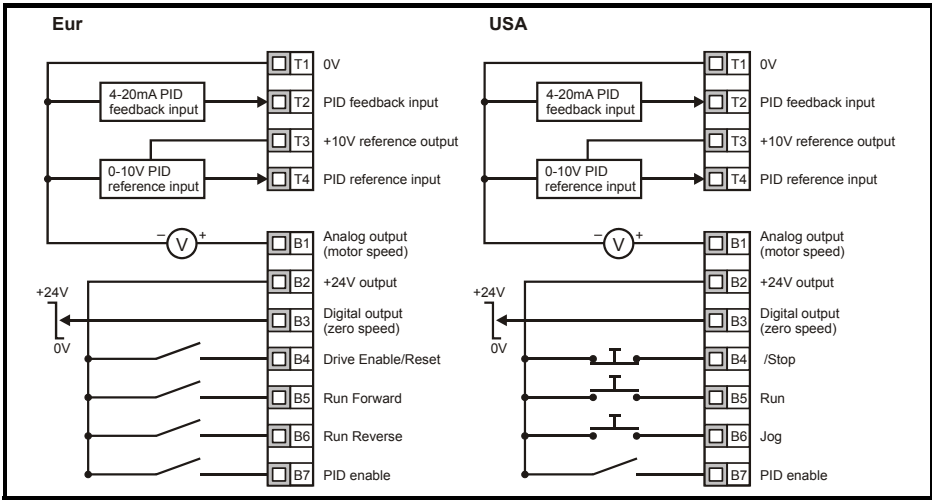 Eur
T1 0V
4-20mA PID
feedback input
T2 PID feedback input
T3 +10V reference output
0-10V PID
reference input
T4 PID reference input
– V +
B1 Analog output
(motor speed)
B2 +24V output
+24V
0V
B3 Digital output
(zero speed)
B4 Drive Enable/Reset
B5 Run Forward
B6 Run Reverse
B7 PID enable
USA
T1 0V
4-20mA PID
feedback input
T2 PID feedback input
T3 +10V reference output
0-10V PID
reference input
T4 PID reference input
– V +
B1 Analog output
(motor speed)
B2 +24V output
+24V
0V
B3 Digital output
(zero speed)
B4 /Stop
B5 Run
B6 Jog
B7 PID enable